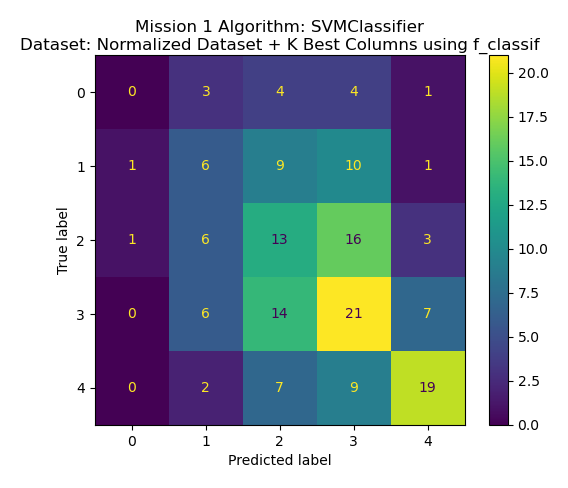 Mission 1 Algorithm: SVMClassifier
Dataset: Normalized Dataset + K Best Columns using f_classif
0 0 3 4 4 1
1 1 6 9 10 1
2 1 6 13 16 3
3 0 6 14 21 7
4 0 2 7 9 19
0 1 2 3 4
True label
Predicted label
20.0
17.5
15.0
12.5
10.0
7.5
5.0
2.5
0.0